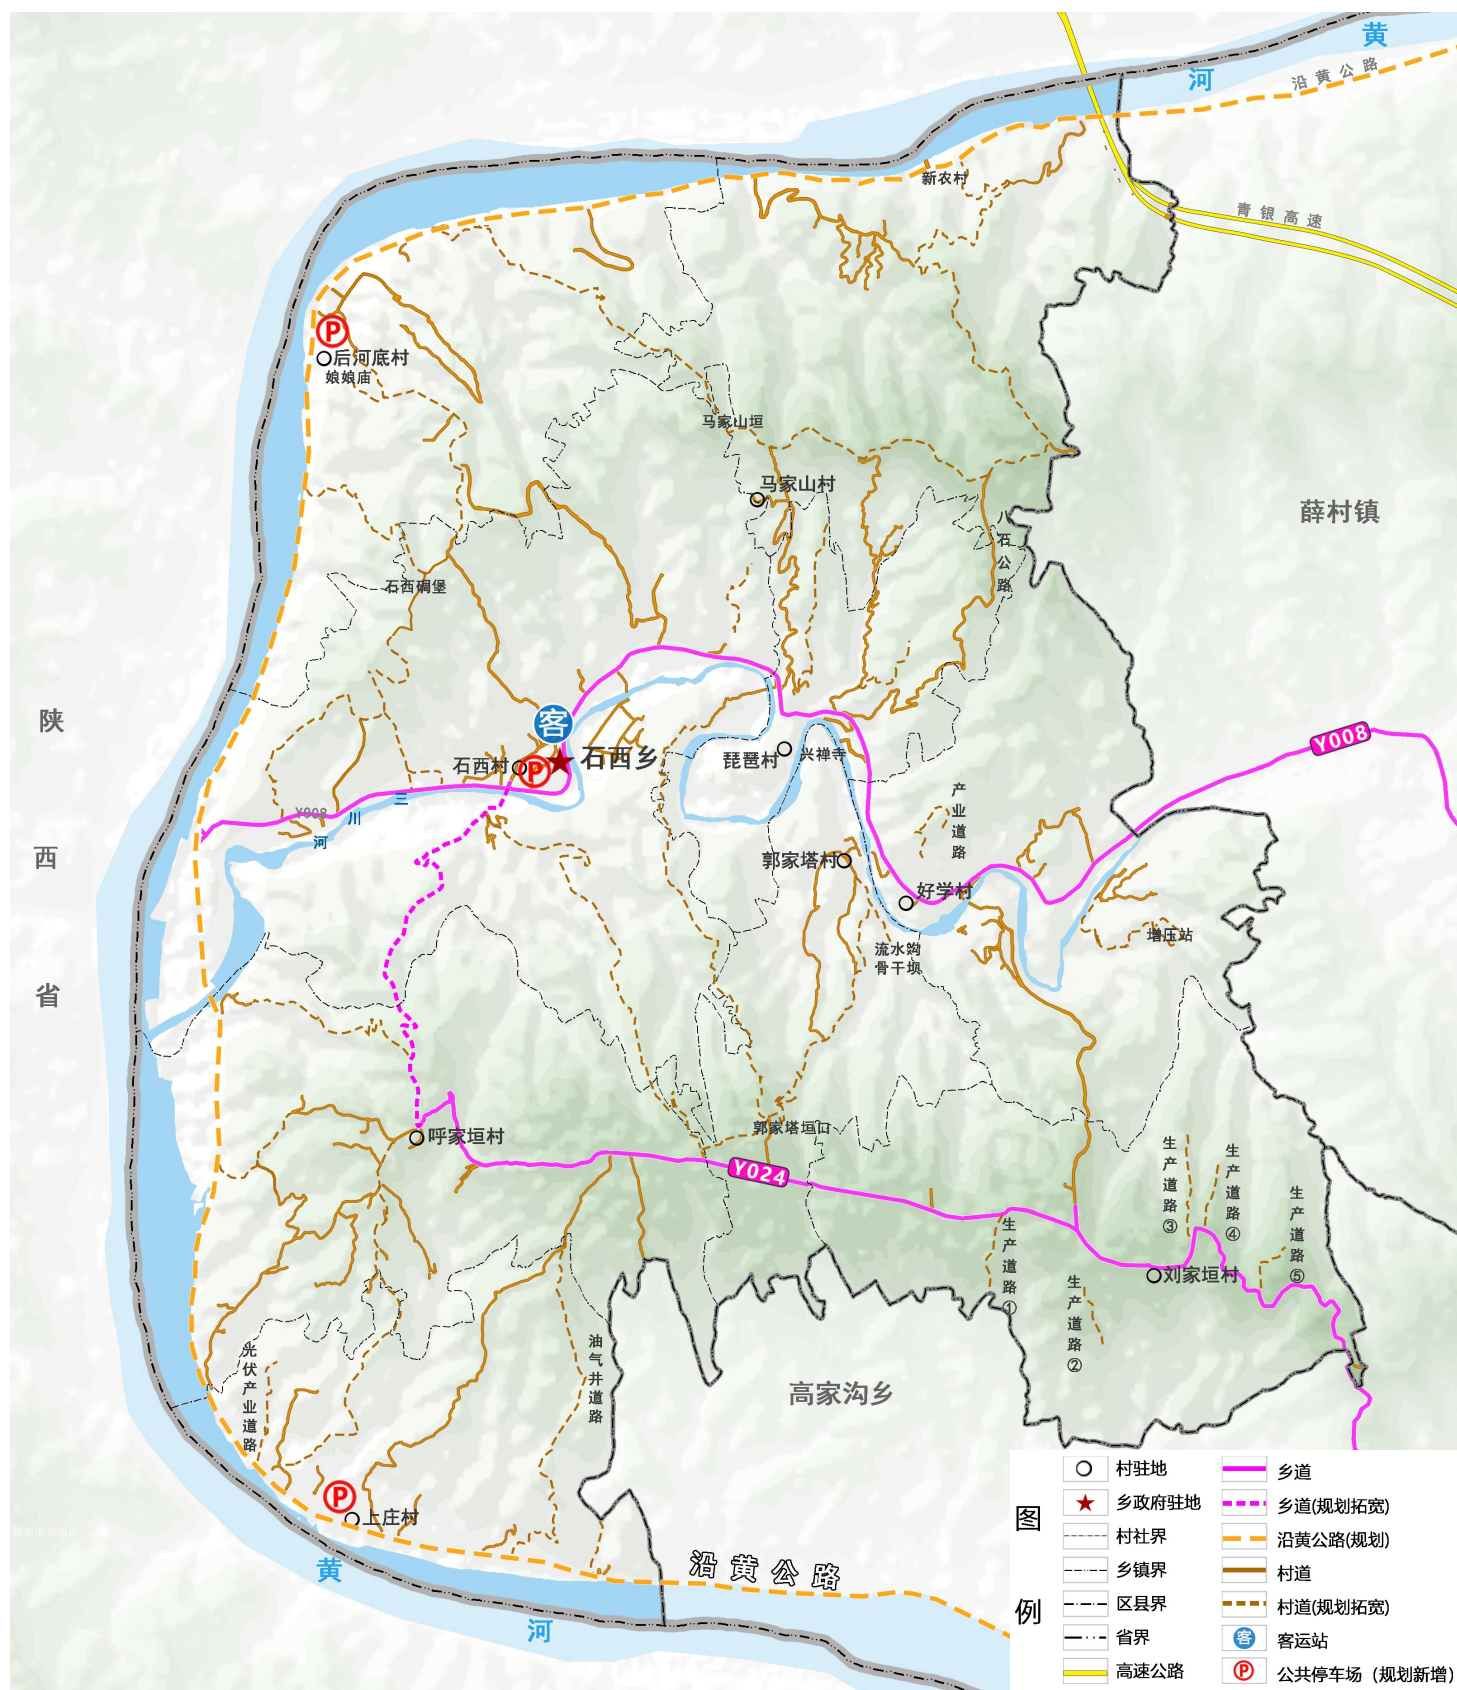 黄
河
沿黄公路
青银高速
新农村
后河底村
娘娘庙
马家山垣
马家山村
薛村镇
八石公路
石西碉堡
陕西省
客
石西乡
石西村
P
P
琵琶村
兴禅寺
Y008
Y008
三川河
产业道路
郭家塔村
好学村
流水沟
骨干坝
增压站
呼家垣村
郭家塔垣口
Y024
生产道路③
生产道路④
生产道路⑤
生产道路①
生产道路②
刘家垣村
光伏产业道路
油气井道路
高家沟乡
P
上庄村
沿黄公路
黄
河
图例
村驻地
乡政府驻地
村社界
乡镇界
区县界
省界
高速公路
乡道
乡道(规划拓宽)
沿黄公路(规划)
村道
村道(规划拓宽)
客
客运站
P
公共停车场（规划新增）